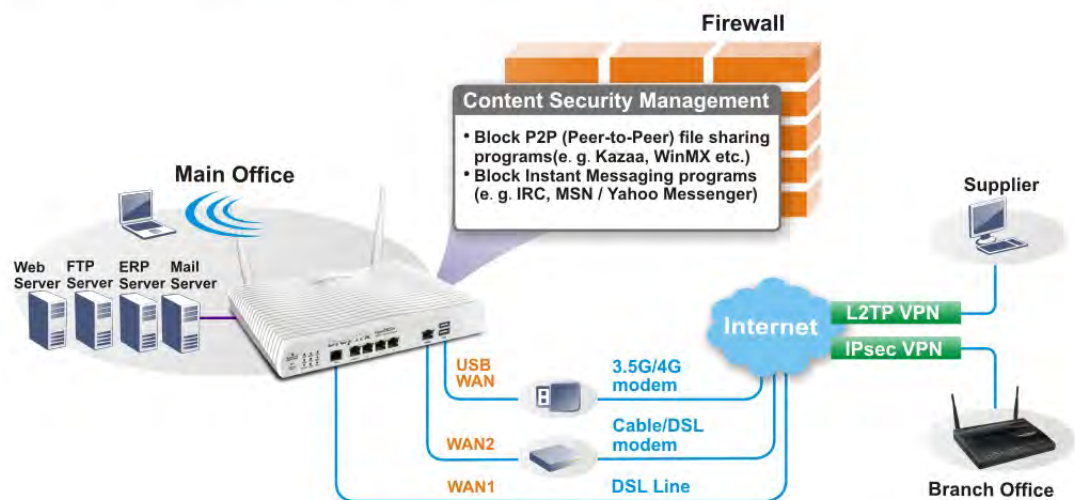 Firewall
Content Security Management
• Block P2P (Peer-to-Peer) file sharing
programs(e. g. Kazaa, WinMX etc.)
• Block Instant Messaging programs
(e. g. IRC, MSN / Yahoo Messenger)
Main Office
Web
Server
FTP
Server
ERP
Server
Mail
Server
Supplier
Internet
L2TP VPN
IPsec VPN
USB
WAN
3.5G/4G
modem
WAN2
Cable/DSL
modem
WAN1
DSL Line
Branch Office